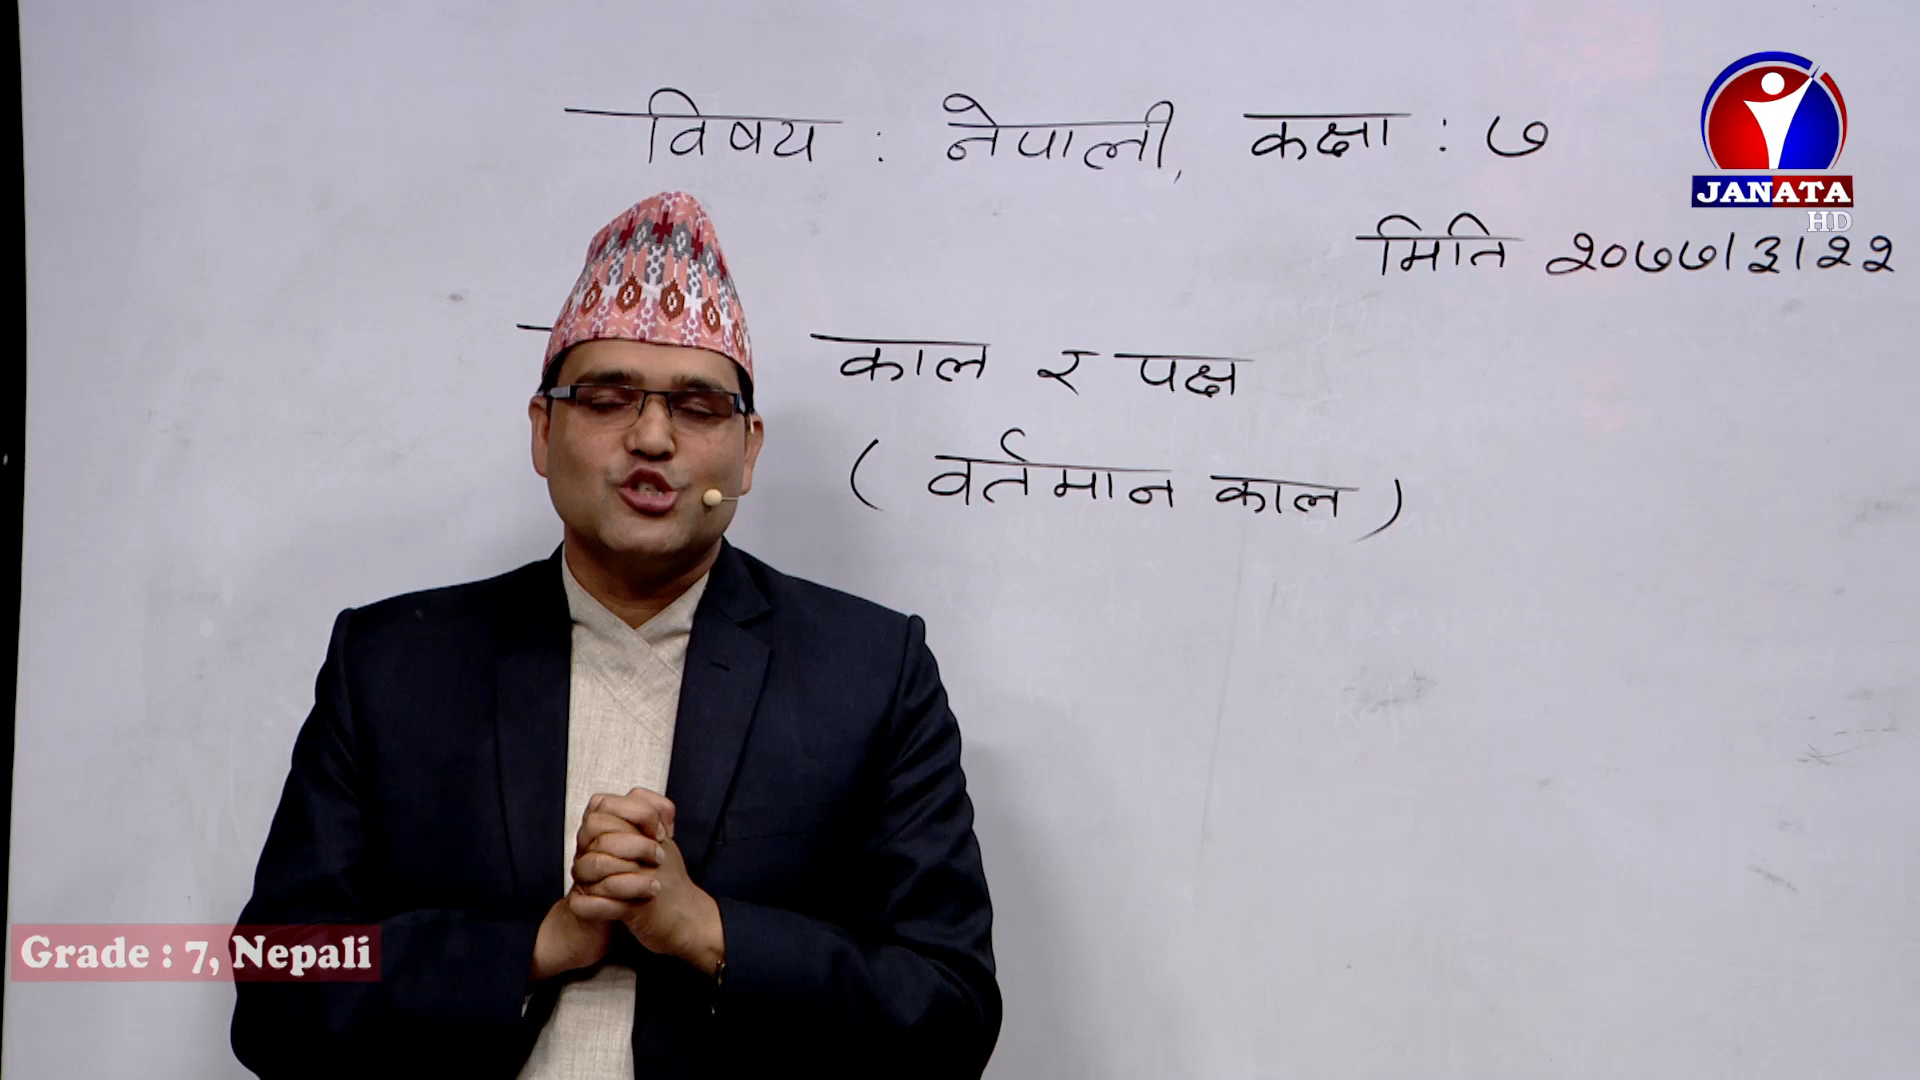 विषय : नेपाली, कक्षा : ७
JANATA
HD
मिति २०७७।३।२२
काल र पक्ष
( वर्तमान काल )
Grade : 7, Nepali